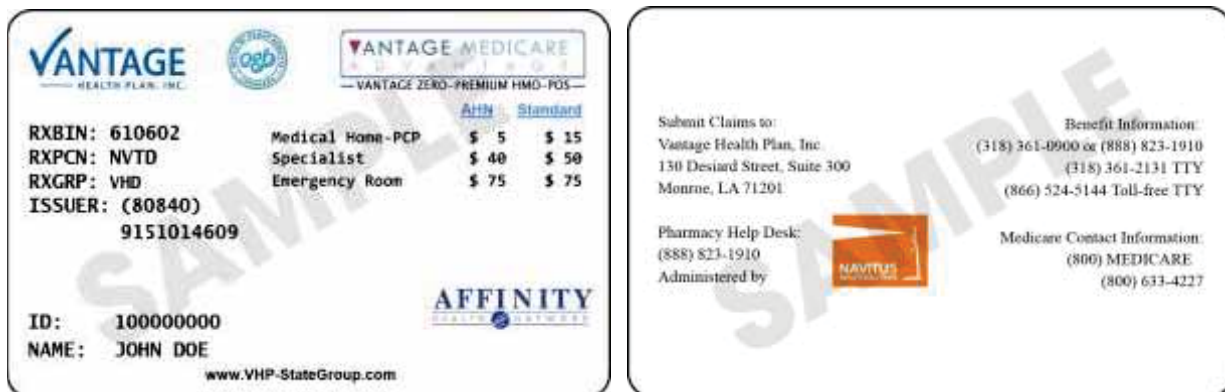 VANTAGE
HEALTH PLAN, INC.
ogb
VANTAGE MEDICARE
ADVANTAGE
VANTAGE ZERO-PREMIUM HMO-POS
AHN Standard
RXBIN: 610602
RXPCN: NVTD
RXGRP: VHD
ISSUER: (80840)
9151014609
Medical Home-PCP $ 5 $ 15
Specialist $ 40 $ 50
Emergency Room $ 75 $ 75
SAMPLE
AFFINITY
HEALTH NETWORK
ID: 100000000
NAME: JOHN DOE
www.VHP-StateGroup.com
Submit Claims to:
Vantage Health Plan, Inc
130 Desiard Street, Suite 300
Monroe, LA 71201
Pharmacy Help Desk:
(888) 823-1910
Administered by
NAVITUS
Benefit Information:
(318) 361-0900 or (888) 823-1910
(318) 361-2131 TTY
(866) 524-5144 Toll-free TTY
Medicare Contact Information:
(800) MEDICARE
(800) 633-4227
SAMPLE